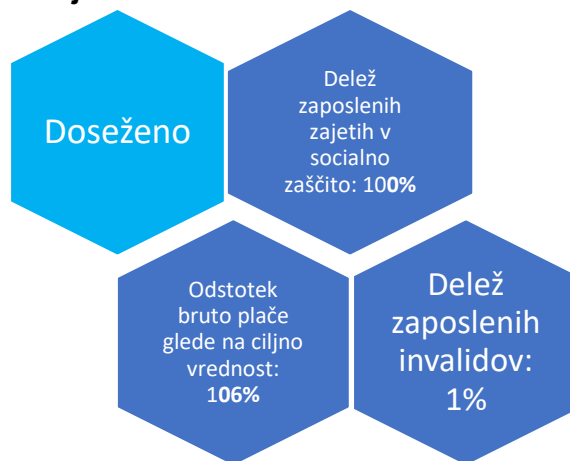 Doseženo
Delež
zaposlenih
zajetih v
socialno
zaščito: 100%
Odstotek
bruto plače
glede na ciljno
vrednost:
106%
Delež
zaposlenih
invalidov:
1%